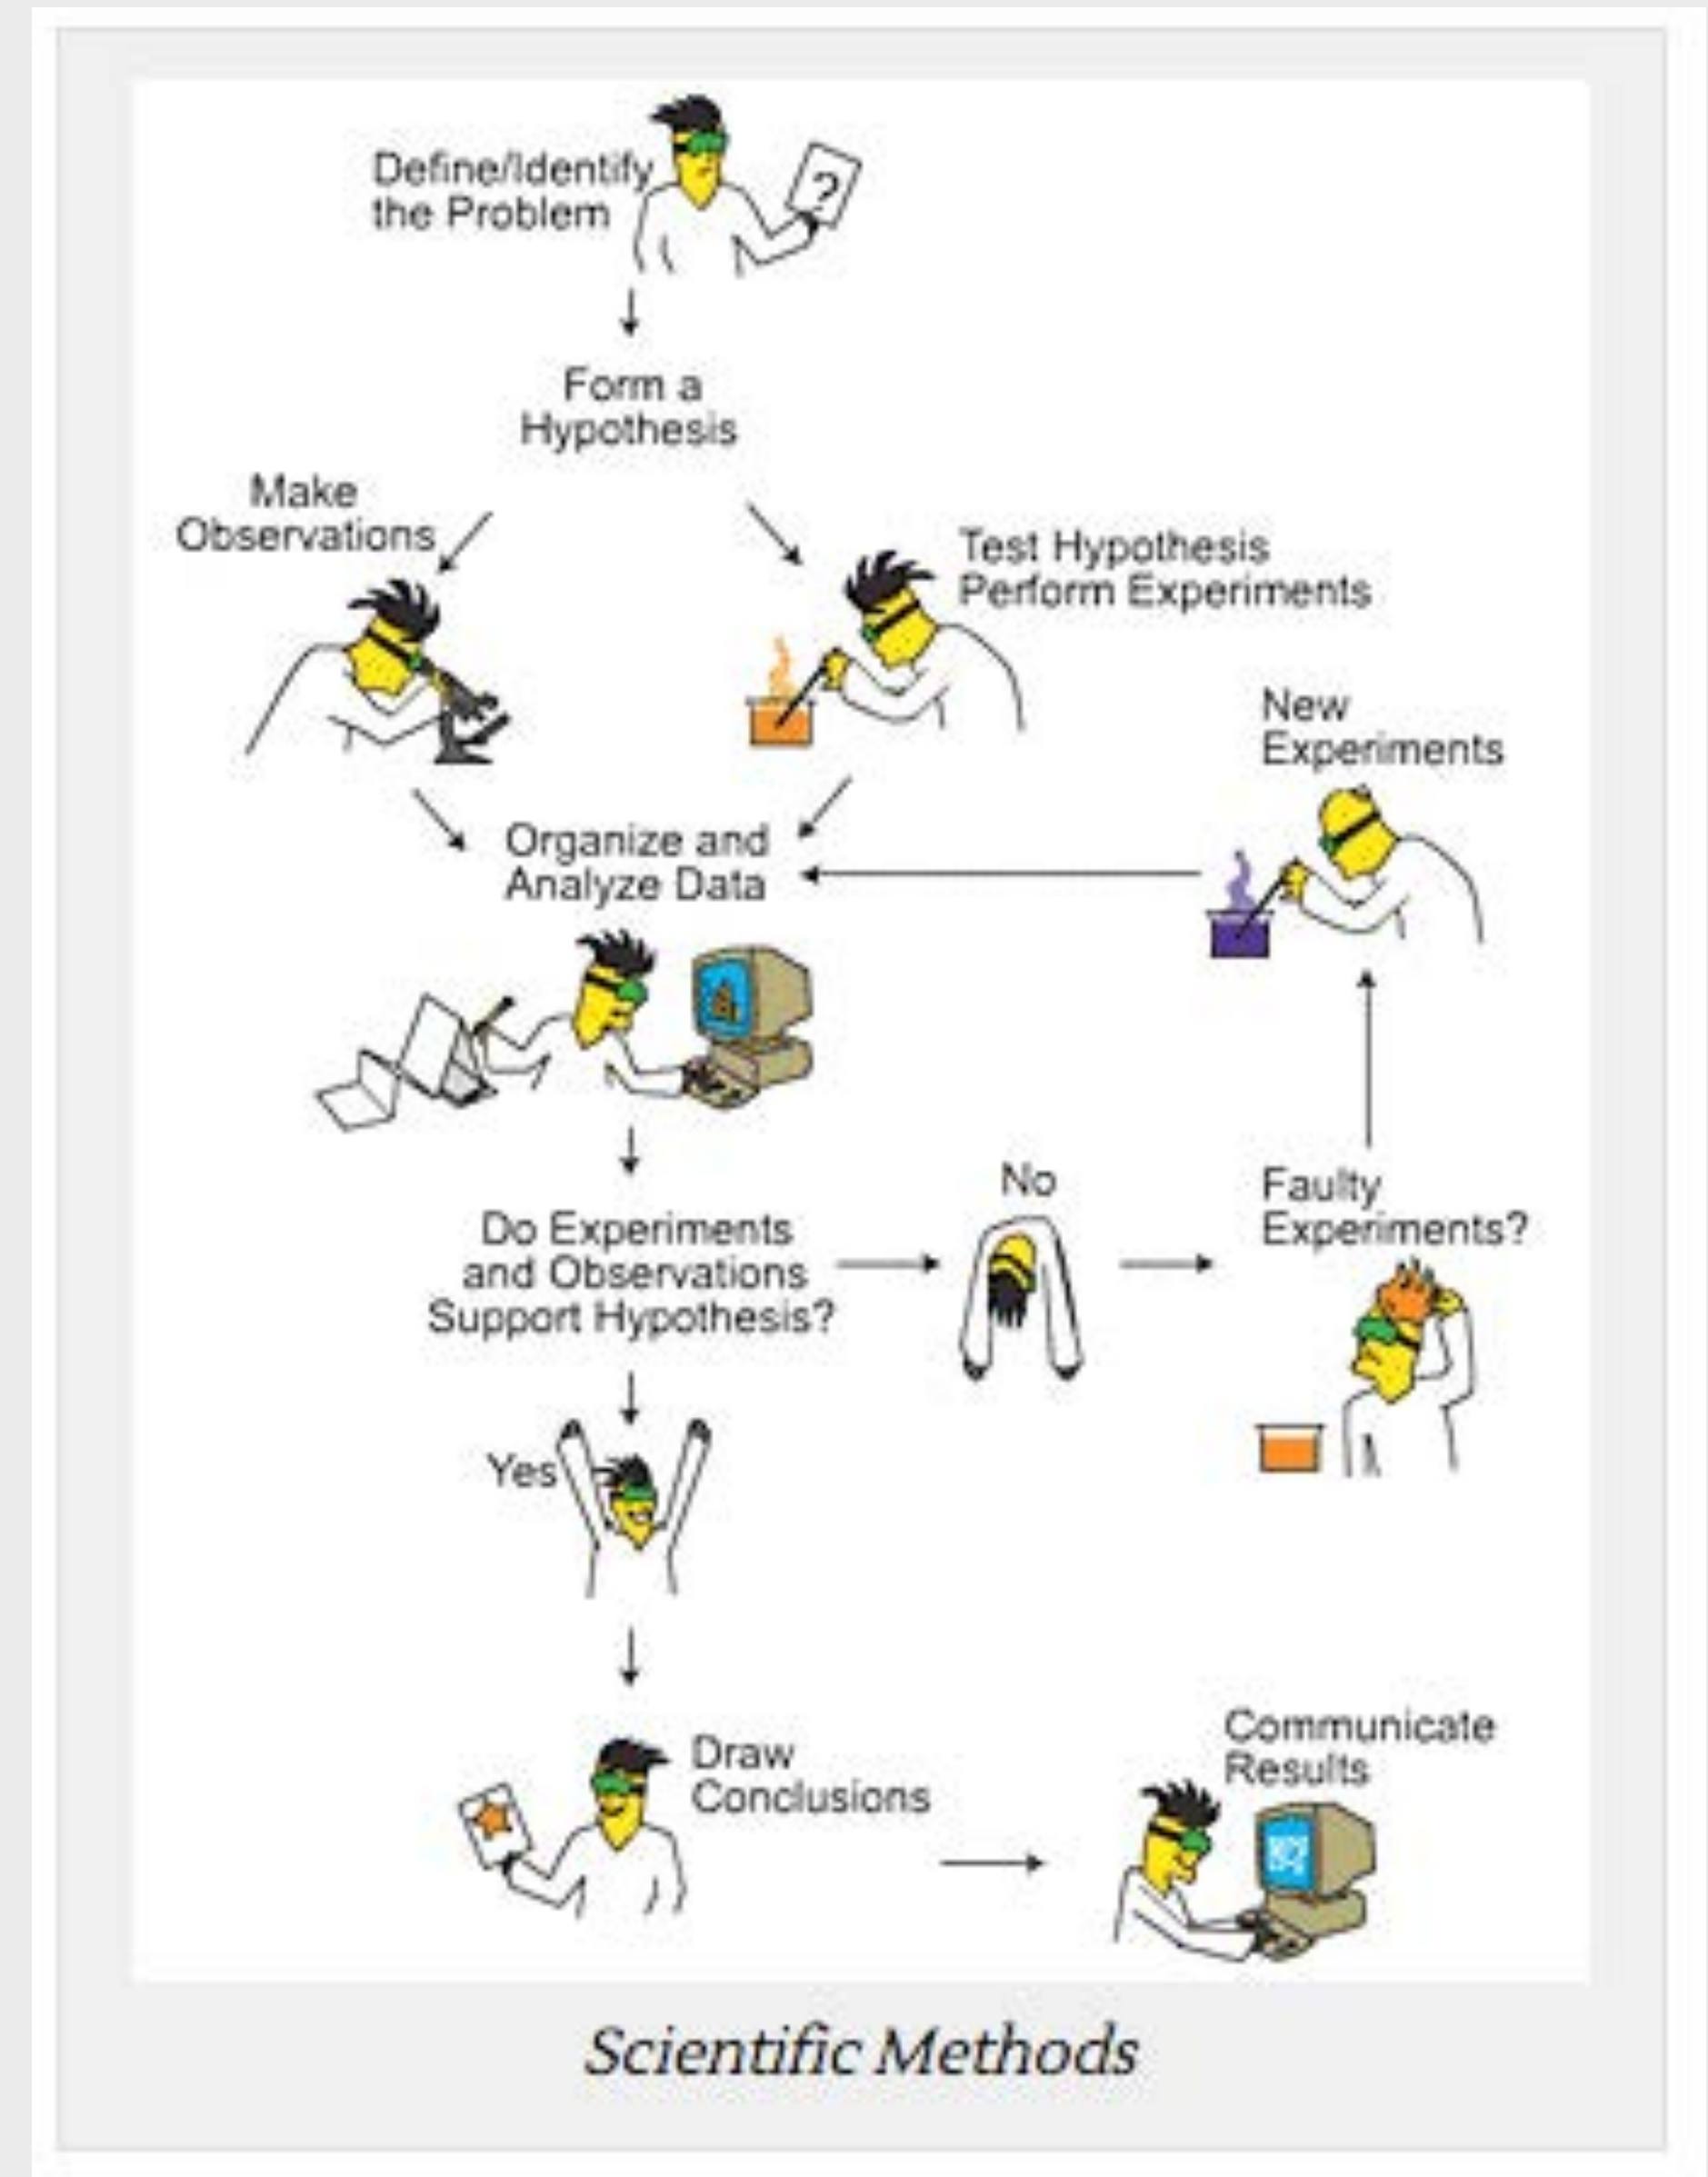 Define/Identify
the Problem
?
Form a
Hypothesis
Make
Observations
Test Hypothesis
Perform Experiments
New
Experiments
Organize and
Analyze Data
Do Experiments
and Observations
Support Hypothesis?
No
Faulty
Experiments?
Yes
Draw
Conclusions
Communicate
Results
Scientific Methods